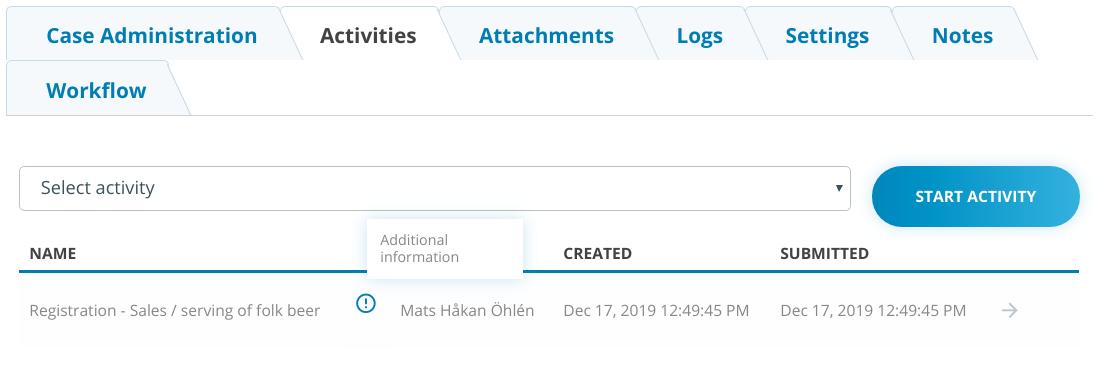 Case Administration Activities Attachments Logs Settings Notes
Workflow
Select activity
START ACTIVITY
Additional
information
NAME CREATED SUBMITTED
Registration - Sales / serving of folk beer Mats Håkan Öhlén Dec 17, 2019 12:49:45 PM Dec 17, 2019 12:49:45 PM